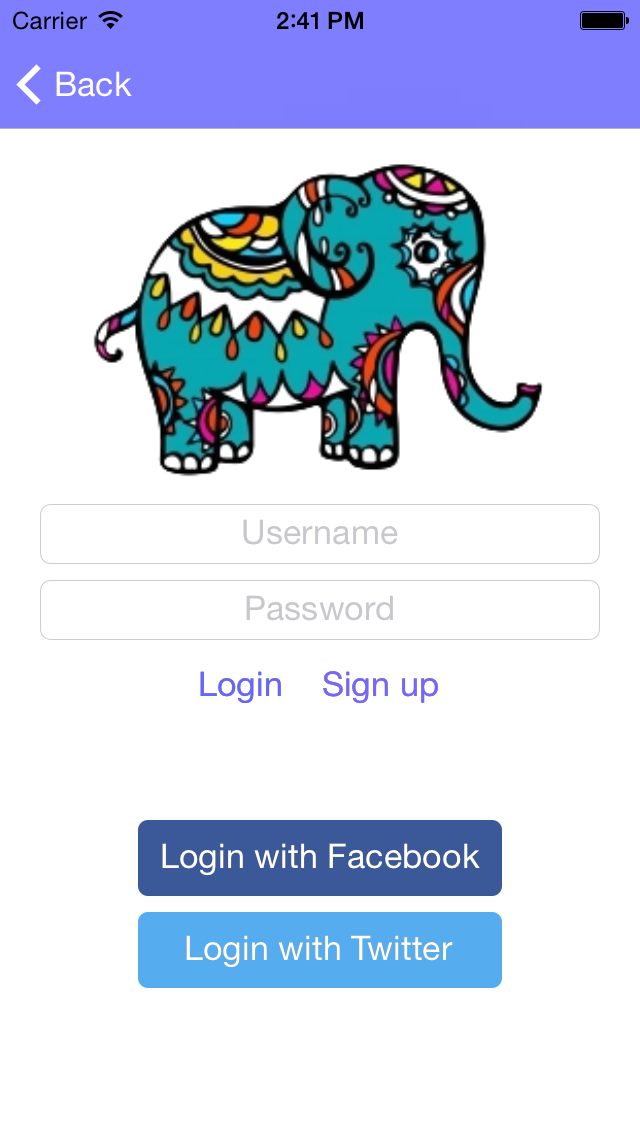 Carrier 2:41 PM
Back
Username
Password
Login Sign up
Login with Facebook
Login with Twitter